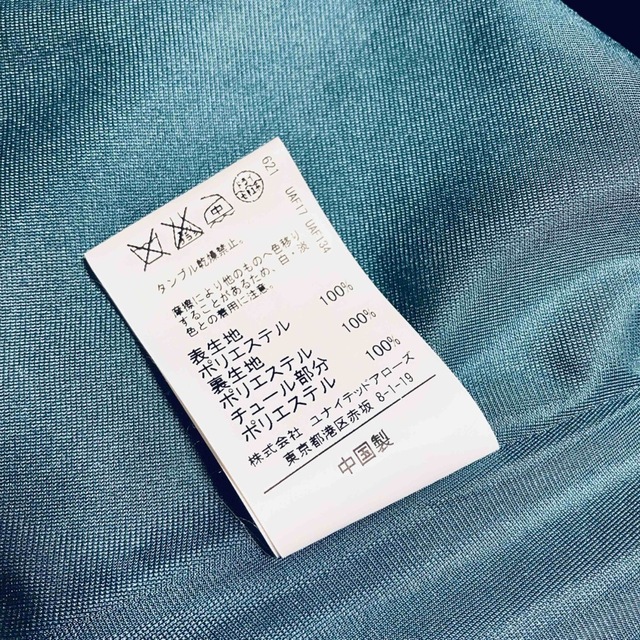 621
UAF17 UAF134
タンブル乾燥禁止。
摩擦により他のものへ色移り
することがあるため、白・淡
色との着用に注意。
表生地
ポリエステル 100%
裏生地
ポリエステル 100%
チュール部分
ポリエステル 100%
株式会社 ユナイテッドアローズ
東京都港区赤坂 8-1-19
中国製